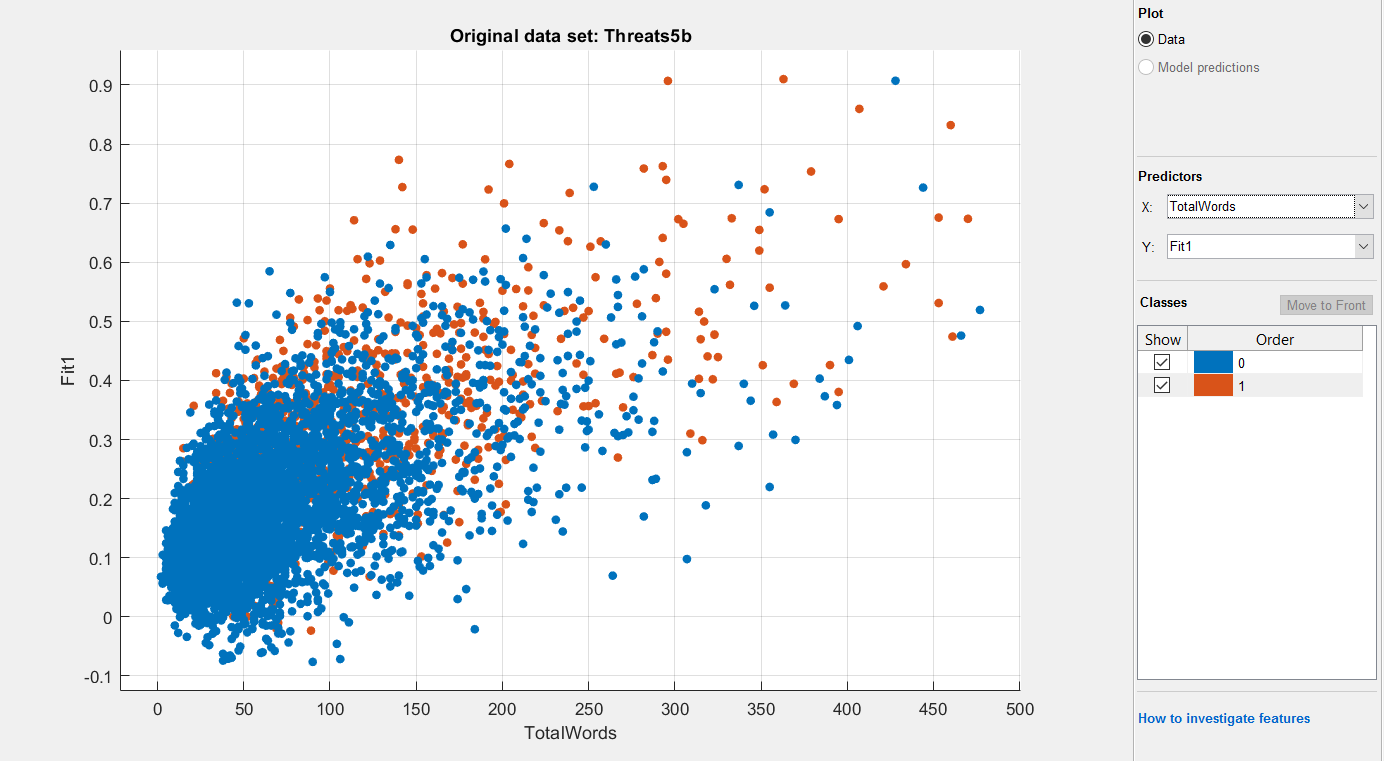 Original data set: Threats5b
0.9
0.8
0.7
0.6
0.5
0.4
0.3
0.2
0.1
0
-0.1
Fit1
0 50 100 150 200 250 300 350 400 450 500
TotalWords
Plot
Data
Model predictions
Predictors
X: TotalWords
Y: Fit1
Classes Move to Front
Show Order
0
1
How to investigate features